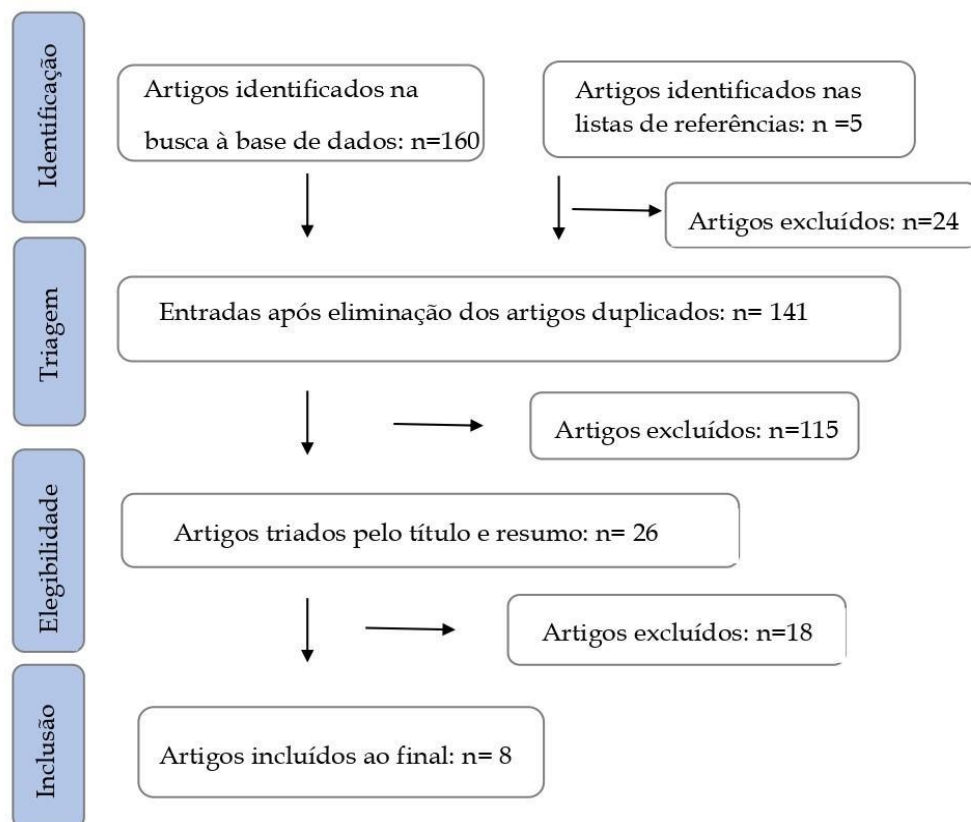 Identificação
Artigos identificados na
busca à base de dados: n=160
Artigos identificados nas
listas de referências: n =5
Artigos excluídos: n=24
Triagem
Entradas após eliminação dos artigos duplicados: n= 141
Artigos excluídos: n=115
Elegibilidade
Artigos triados pelo título e resumo: n= 26
Artigos excluídos: n=18
Inclusão
Artigos incluídos ao final: n= 8